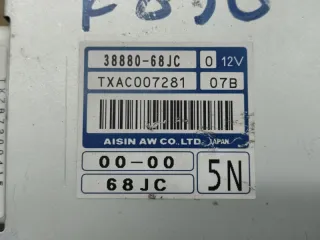 38880-68JC 0 12V
TXAC007281 07B
AISIN AW CO.,LTD. JAPAN
00-00
68JC 5N